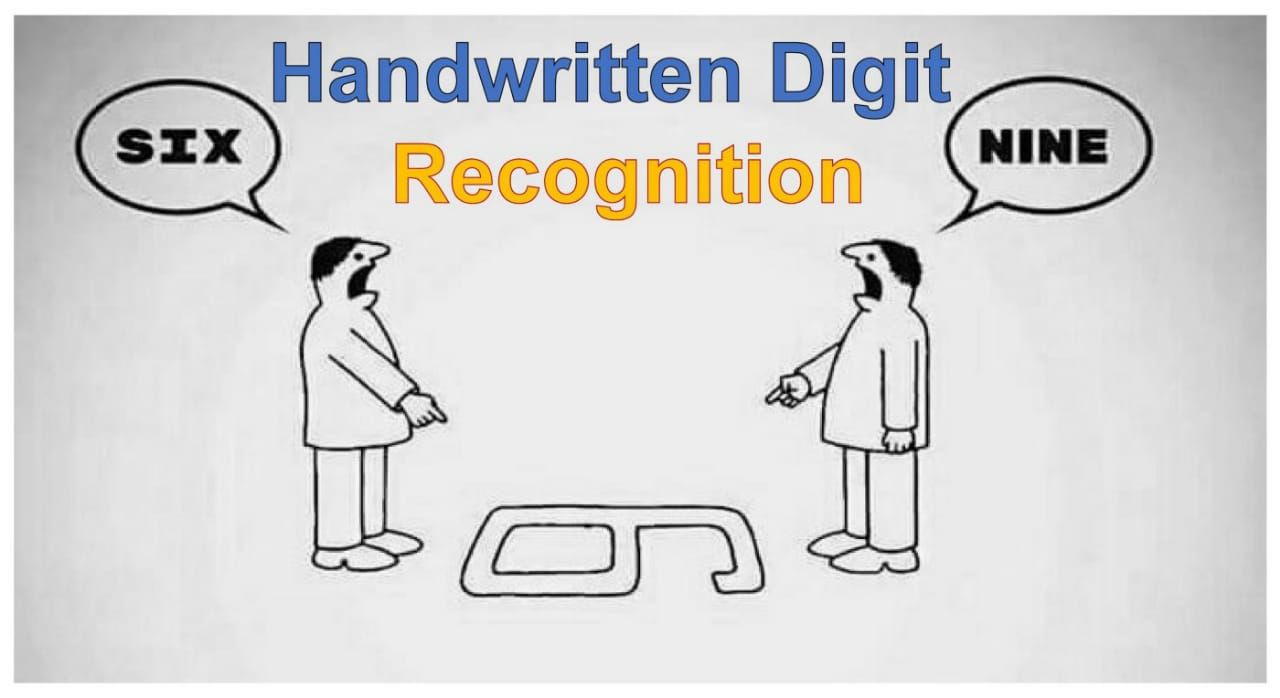 Handwritten Digit
Recognition
SIX
NINE